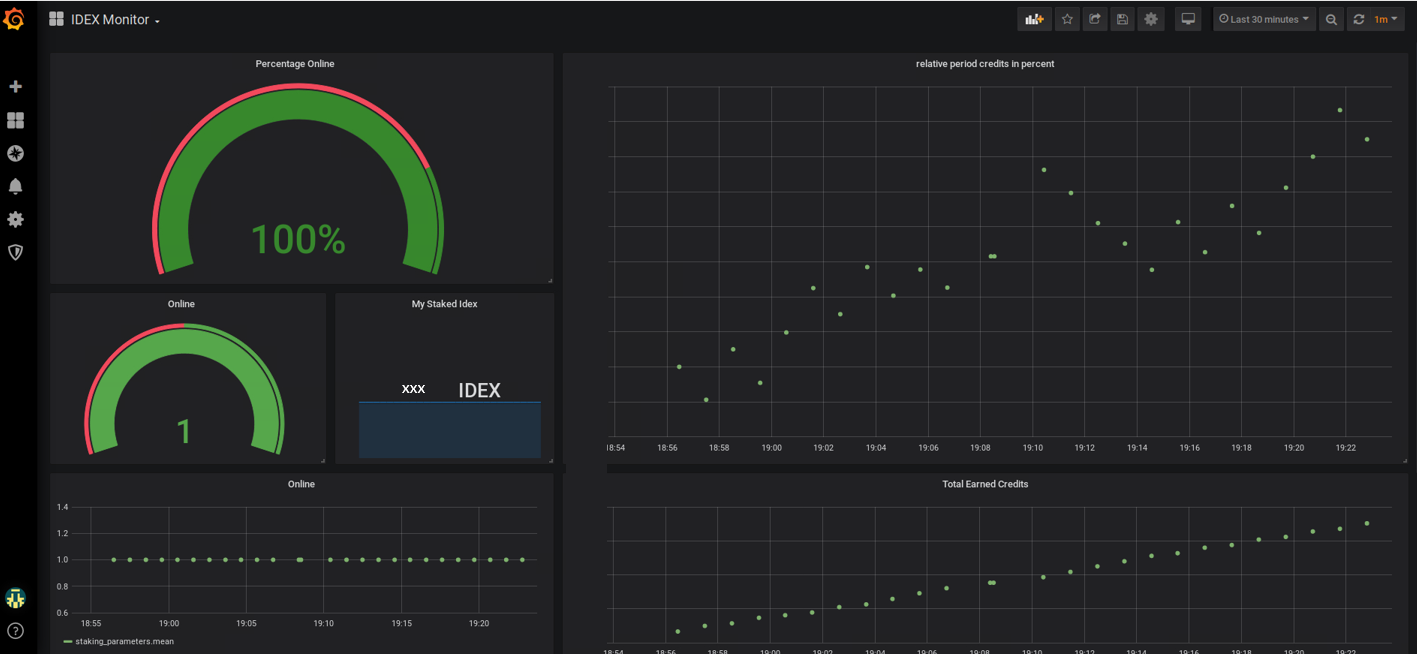 IDEX Monitor
Last 30 minutes
1m
Percentage Online
100%
relative period credits in percent
18:54 18:56 18:58 19:00 19:02 19:04 19:06 19:08 19:10 19:12 19:14 19:16 19:18 19:20 19:22
Online
1
My Staked Idex
xxx IDEX
Online
1.4
1.2
1.0
0.8
0.6
18:55 19:00 19:05 19:10 19:15 19:20
staking_parameters.mean
Total Earned Credits
18:54 18:56 18:58 19:00 19:02 19:04 19:06 19:08 19:10 19:12 19:14 19:16 19:18 19:20 19:22